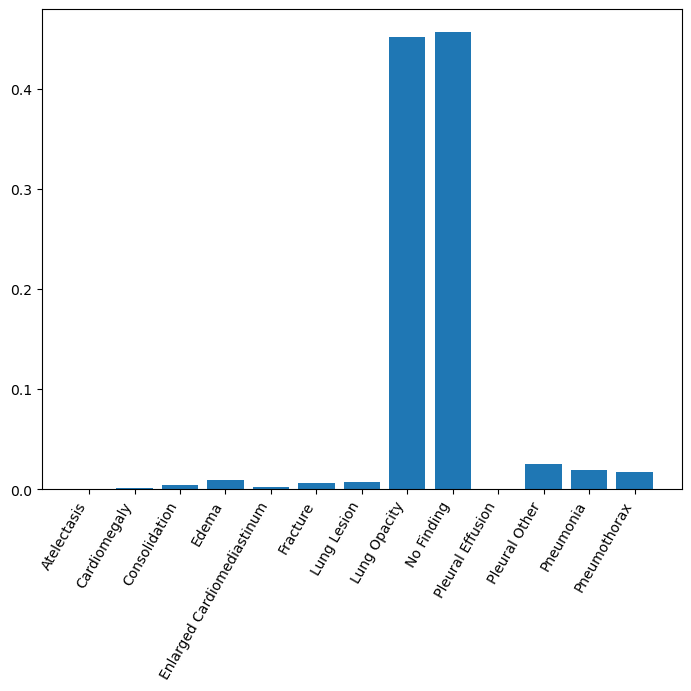 0.4
0.3
0.2
0.1
0.0
Atelectasis
Cardiomegaly
Consolidation
Edema
Enlarged Cardiomediastinum
Fracture
Lung Lesion
Lung Opacity
No Finding
Pleural Effusion
Pleural Other
Pneumonia
Pneumothorax